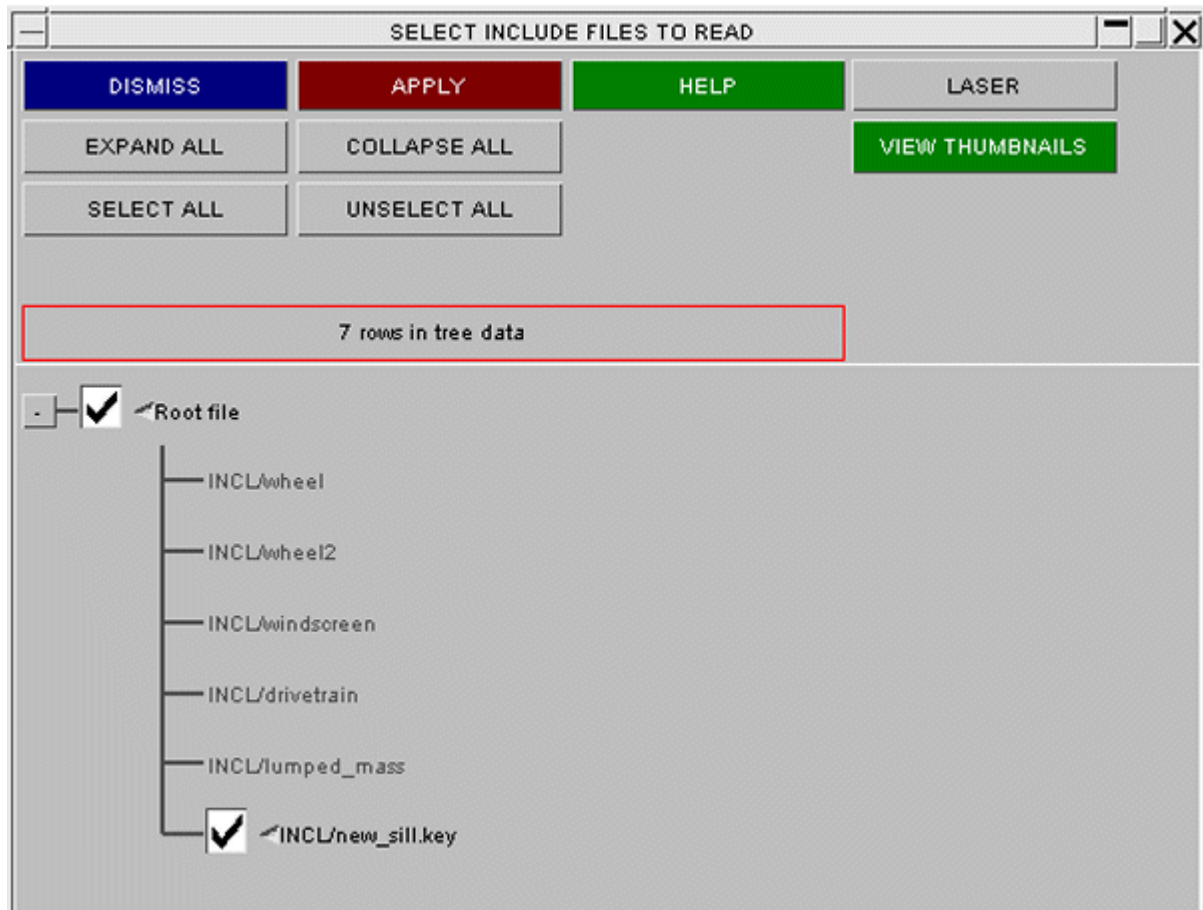 SELECT INCLUDE FILES TO READ
DISMISS APPLY HELP LASER
EXPAND ALL COLLAPSE ALL VIEW THUMBNAILS
SELECT ALL UNSELECT ALL
7 rows in tree data
Root file
INCL/wheel
INCL/wheel2
INCL/windscreen
INCL/drivetrain
INCL/lumped_mass
INCL/new_sill.key